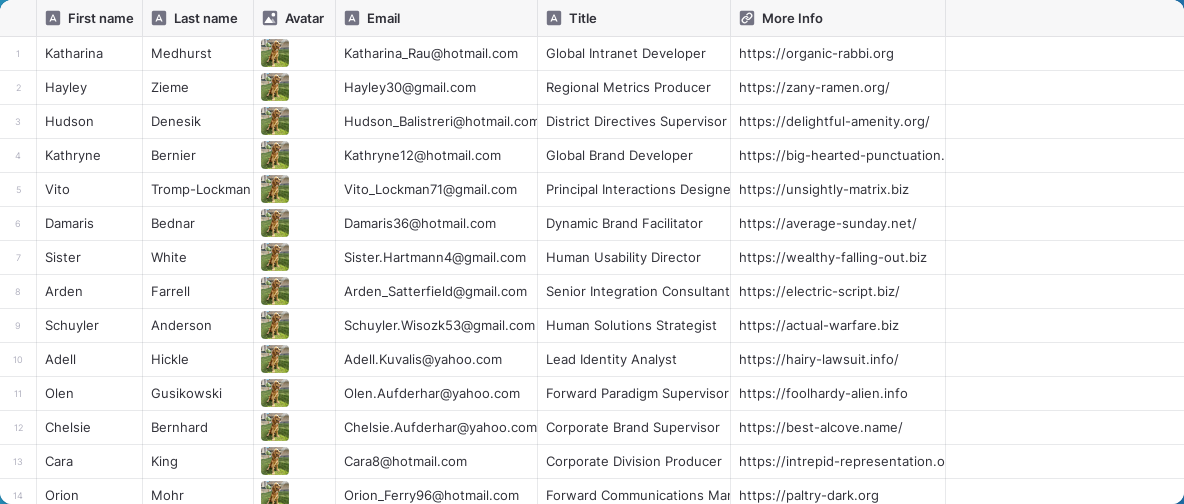 First name Last name Avatar Email Title More Info
1 Katharina Medhurst Katharina_Rau@hotmail.com Global Intranet Developer https://organic-rabbi.org
2 Hayley Zieme Hayley30@gmail.com Regional Metrics Producer https://zany-ramen.org/
3 Hudson Denesik Hudson_Balistreri@hotmail.com District Directives Supervisor https://delightful-amenity.org/
4 Kathryne Bernier Kathryne12@hotmail.com Global Brand Developer https://big-hearted-punctuation.
5 Vito Tromp-Lockman Vito_Lockman71@gmail.com Principal Interactions Designe https://unsightly-matrix.biz
6 Damaris Bednar Damaris36@hotmail.com Dynamic Brand Facilitator https://average-sunday.net/
7 Sister White Sister.Hartmann4@gmail.com Human Usability Director https://wealthy-falling-out.biz
8 Arden Farrell Arden_Satterfield@gmail.com Senior Integration Consultant https://electric-script.biz/
9 Schuyler Anderson Schuyler.Wisozk53@gmail.com Human Solutions Strategist https://actual-warfare.biz
10 Adell Hickle Adell.Kuvalis@yahoo.com Lead Identity Analyst https://hairy-lawsuit.info/
11 Olen Gusikowski Olen.Aufderhar@yahoo.com Forward Paradigm Supervisor https://foolhardy-alien.info
12 Chelsie Bernhard Chelsie.Aufderhar@yahoo.com Corporate Brand Supervisor https://best-alcove.name/
13 Cara King Cara8@hotmail.com Corporate Division Producer https://intrepid-representation.o
14 Orion Mohr Orion_Ferry96@hotmail.com Forward Communications Mar https://paltry-dark.org